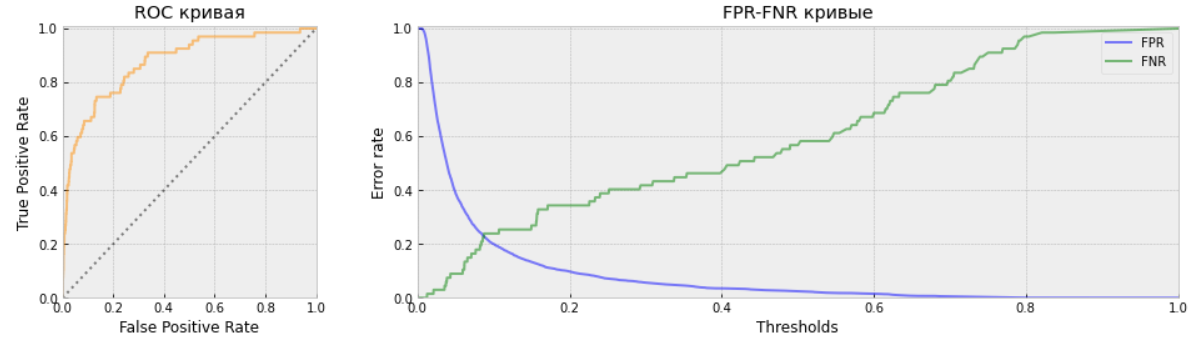 ROC кривая
True Positive Rate
1.0
0.8
0.6
0.4
0.2
0.0
0.0 0.2 0.4 0.6 0.8 1.0
False Positive Rate
FPR-FNR кривые
Error rate
1.0
0.8
0.6
0.4
0.2
0.0
FPR
FNR
0.0 0.2 0.4 0.6 0.8 1.0
Thresholds